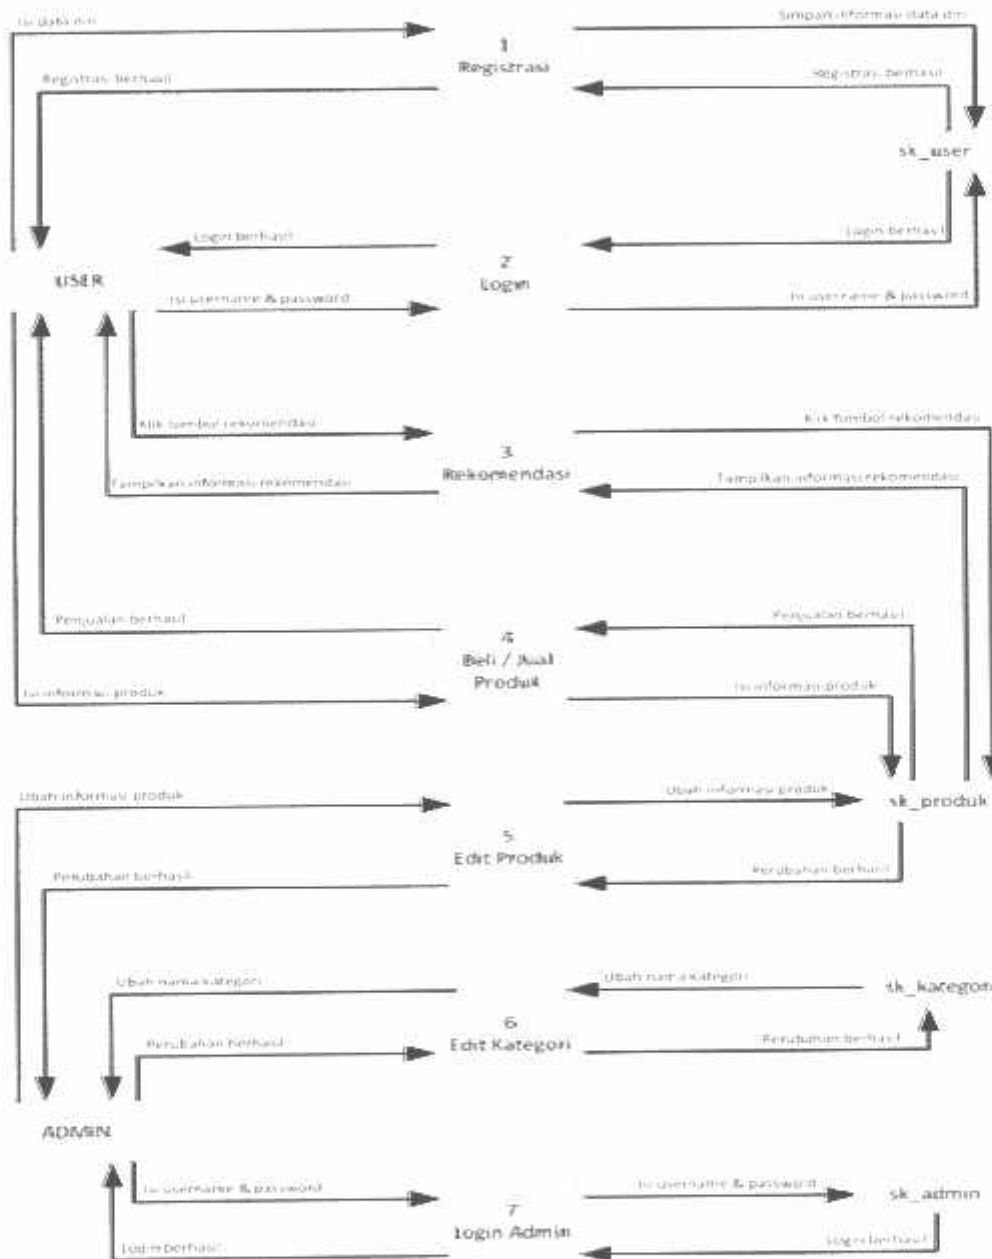 Isi data diri
Simpan informasi data diri
1
Registrasi
Registrasi berhasil
Registrasi berhasil
sk_user
Login berhasil
Login berhasil
2
Login
USER
Isi username & password
Isi username & password
Klik tombol rekomendasi
Klik tombol rekomendasi
3
Rekomendasi
Tampilkan informasi rekomendasi
Tampilkan informasi rekomendasi
Penjualan berhasil
Penjualan berhasil
4
Beli / Jual
Produk
Isi informasi produk
Isi informasi produk
Ubah informasi produk
Ubah informasi produk
sk_produk
5
Edit Produk
Perubahan berhasil
Perubahan berhasil
Ubah nama kategori
Ubah nama kategori
sk_kategori
6
Edit Kategori
Perubahan berhasil
Perubahan berhasil
ADMIN
Isi username & password
Isi username & password
sk_admin
7
Login Admin
Login berhasil
Login berhasil